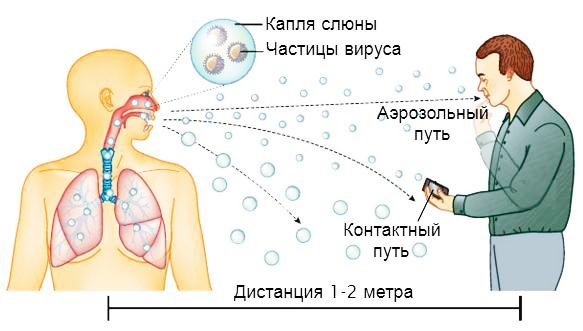 Капля слюны
Частицы вируса
Аэрозольный
путь
Контактный
путь
Дистанция 1-2 метра